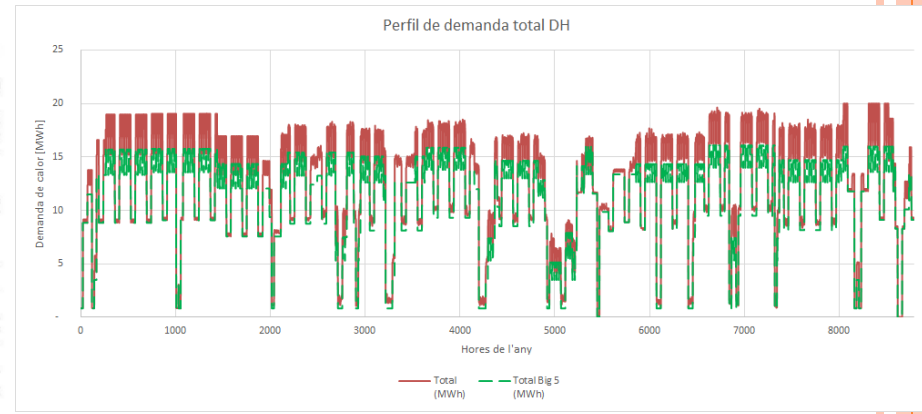 Perfil de demanda total DH
25
20
15
10
5
-
Demanda de calor [MWh]
0 1000 2000 3000 4000 5000 6000 7000 8000
Hores de l'any
Total (MWh)
Total Big 5 (MWh)